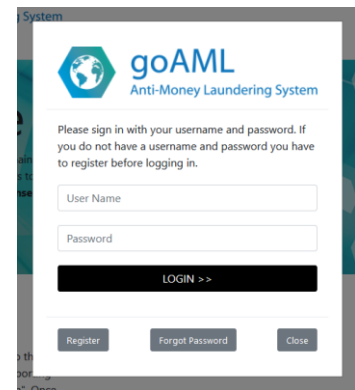 g System
goAML
Anti-Money Laundering System
Please sign in with your username and password. If
you do not have a username and password you have
to register before logging in.
User Name
Password
LOGIN >>
Register
Forgot Password
Close